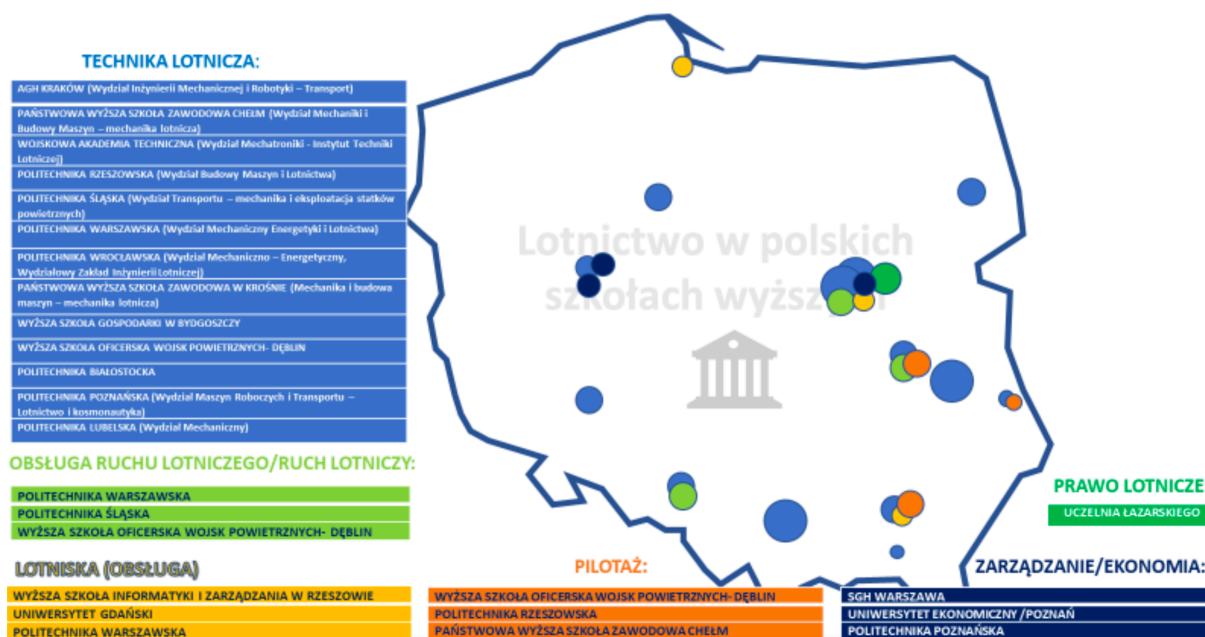 TECHNIKA LOTNICZA:
AGH KRAKÓW (Wydział Inżynierii Mechanicznej i Robotyki – Transport)
PAŃSTWOWA WYŻSZA SZKOŁA ZAWODOWA CHEŁM (Wydział Mechaniki i
Budowy Maszyn – mechanika lotnicza)
WOJSKOWA AKADEMIA TECHNICZNA (Wydział Mechatroniki - Instytut Techniki
Lotniczej)
POLITECHNIKA RZESZOWSKA (Wydział Budowy Maszyn i Lotnictwa)
POLITECHNIKA ŚLĄSKA (Wydział Transportu – mechanika i eksploatacja statków
powietrznych)
POLITECHNIKA WARSZAWSKA (Wydział Mechaniczny Energetyki i Lotnictwa)
POLITECHNIKA WROCŁAWSKA (Wydział Mechaniczno – Energetyczny,
Wydziałowy Zakład Inżynierii Lotniczej)
PAŃSTWOWA WYŻSZA SZKOŁA ZAWODOWA W KROŚNIE (Mechanika i budowa
maszyn – mechanika lotnicza)
WYŻSZA SZKOŁA GOSPODARKI W BYDGOSZCZY
WYŻSZA SZKOŁA OFICERSKA WOJSK POWIETRZNYCH- DĘBLIN
POLITECHNIKA BIAŁOSTOCKA
POLITECHNIKA POZNAŃSKA (Wydział Maszyn Roboczych i Transportu –
Lotnictwo i kosmonautyka)
POLITECHNIKA LUBELSKA (Wydział Mechaniczny)
Lotnictwo w polskich
szkołach wyższych
OBSŁUGA RUCHU LOTNICZEGO/RUCH LOTNICZY:
POLITECHNIKA WARSZAWSKA
POLITECHNIKA ŚLĄSKA
WYŻSZA SZKOŁA OFICERSKA WOJSK POWIETRZNYCH- DĘBLIN
PRAWO LOTNICZE
UCZELNIA ŁAZARSKIEGO
LOTNISKA (OBSŁUGA)
WYŻSZA SZKOŁA INFORMATYKI I ZARZĄDZANIA W RZESZOWIE
UNIWERSYTET GDAŃSKI
POLITECHNIKA WARSZAWSKA
PILOTAŻ:
WYŻSZA SZKOŁA OFICERSKA WOJSK POWIETRZNYCH- DĘBLIN
POLITECHNIKA RZESZOWSKA
PAŃSTWOWA WYŻSZA SZKOŁA ZAWODOWA CHEŁM
ZARZĄDZANIE/EKONOMIA:
SGH WARSZAWA
UNIWERSYTET EKONOMICZNY /POZNAŃ
POLITECHNIKA POZNAŃSKA